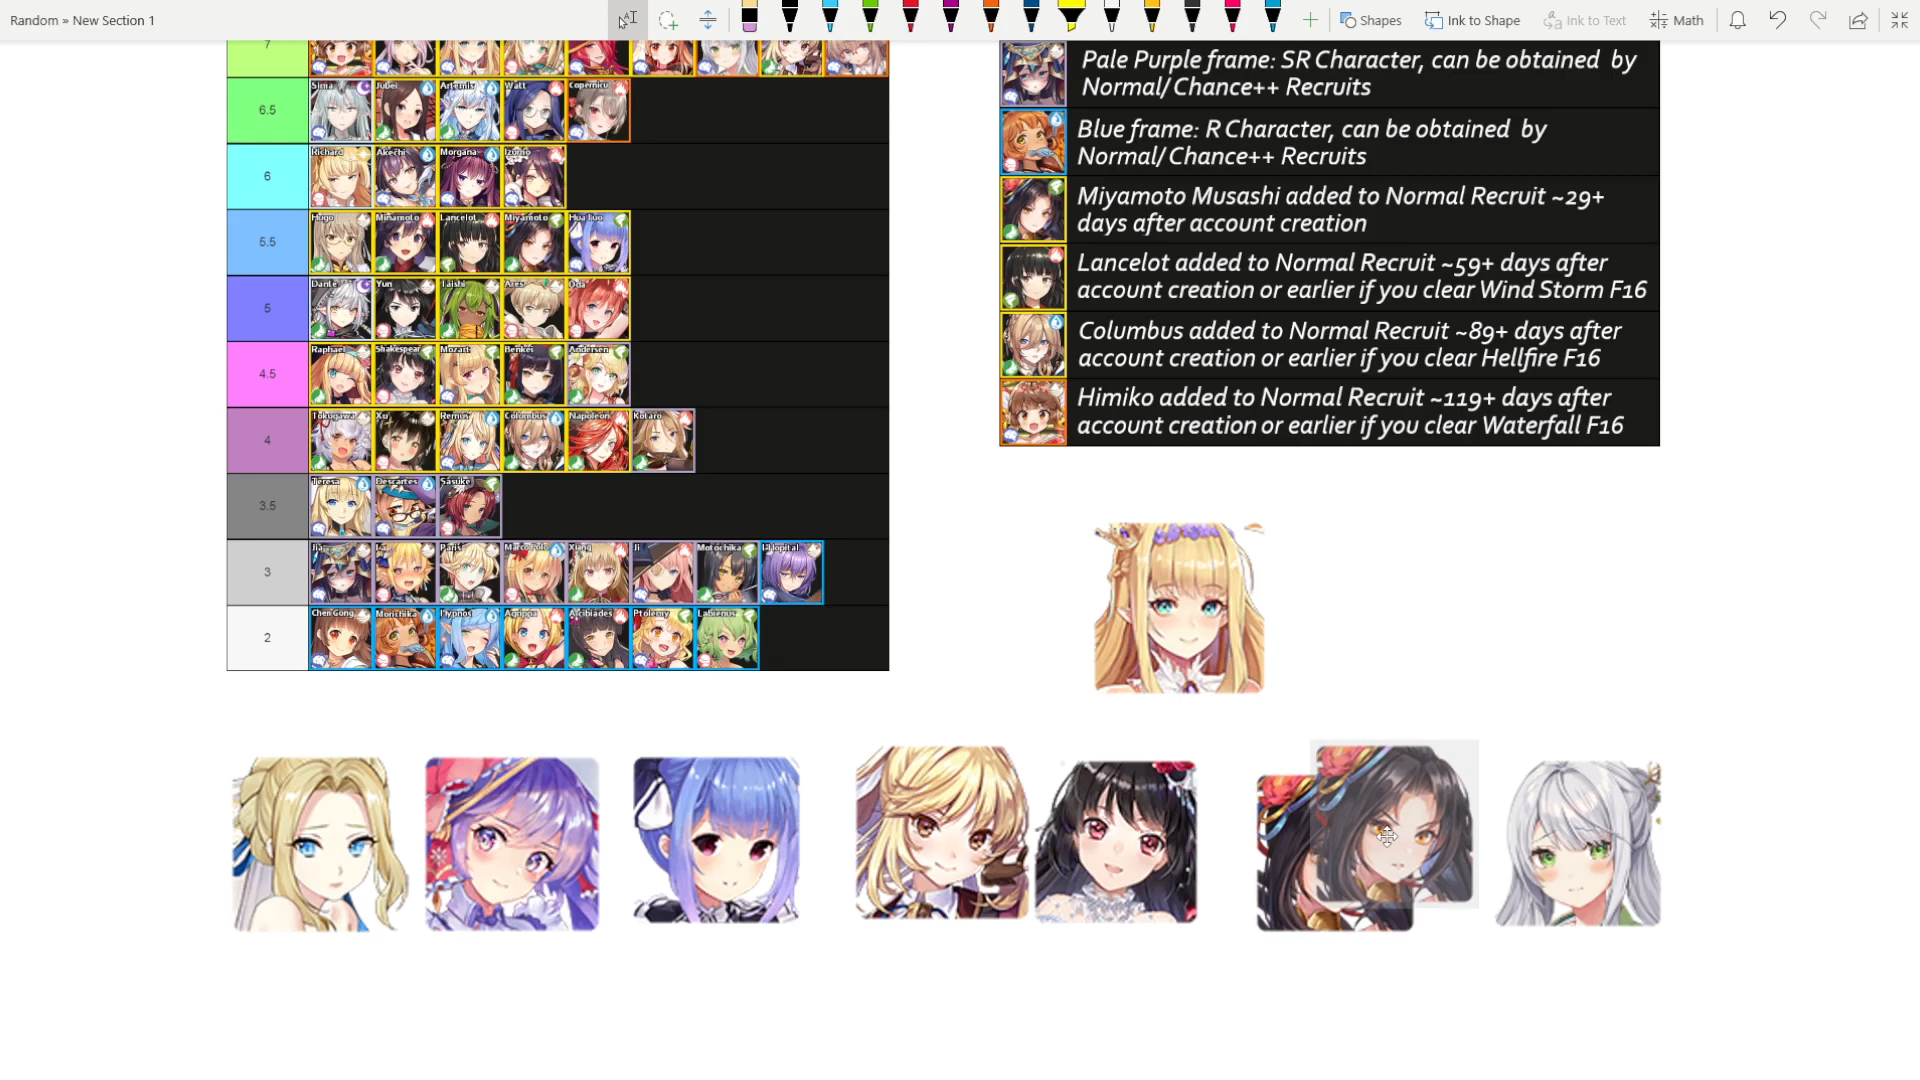 Random » New Section 1
Shapes
Ink to Shape
Ink to Text
Math
7
6.5
Sima Jubei Artemis Watt Copernicu
6
Richard Akechi Morgana Izumo
5.5
Hugo Minamoto Lancelot Miyamoto Hua Tuo
5
Dante Yun Taishi Ares Oda
4.5
Raphael Shakespear Mozart Benkei Andersen
4
Tokugawa Xu Remus Columbus Napoleon Kotaro
3.5
Teresa Descartes Sasuke
3
Jia Paris Marco Polo Xiang Ji Motochika
2
Chen Gong Morichika Hypnos Agrippa Alcibiades Ptolemy Labienus
Pale Purple frame: SR Character, can be obtained by
Normal/Chance++ Recruits
Blue frame: R Character, can be obtained by
Normal/Chance++ Recruits
Miyamoto Musashi added to Normal Recruit ~29+
days after account creation
Lancelot added to Normal Recruit ~59+ days after
account creation or earlier if you clear Wind Storm F16
Columbus added to Normal Recruit ~89+ days after
account creation or earlier if you clear Hellfire F16
Himiko added to Normal Recruit ~119+ days after
account creation or earlier if you clear Waterfall F16